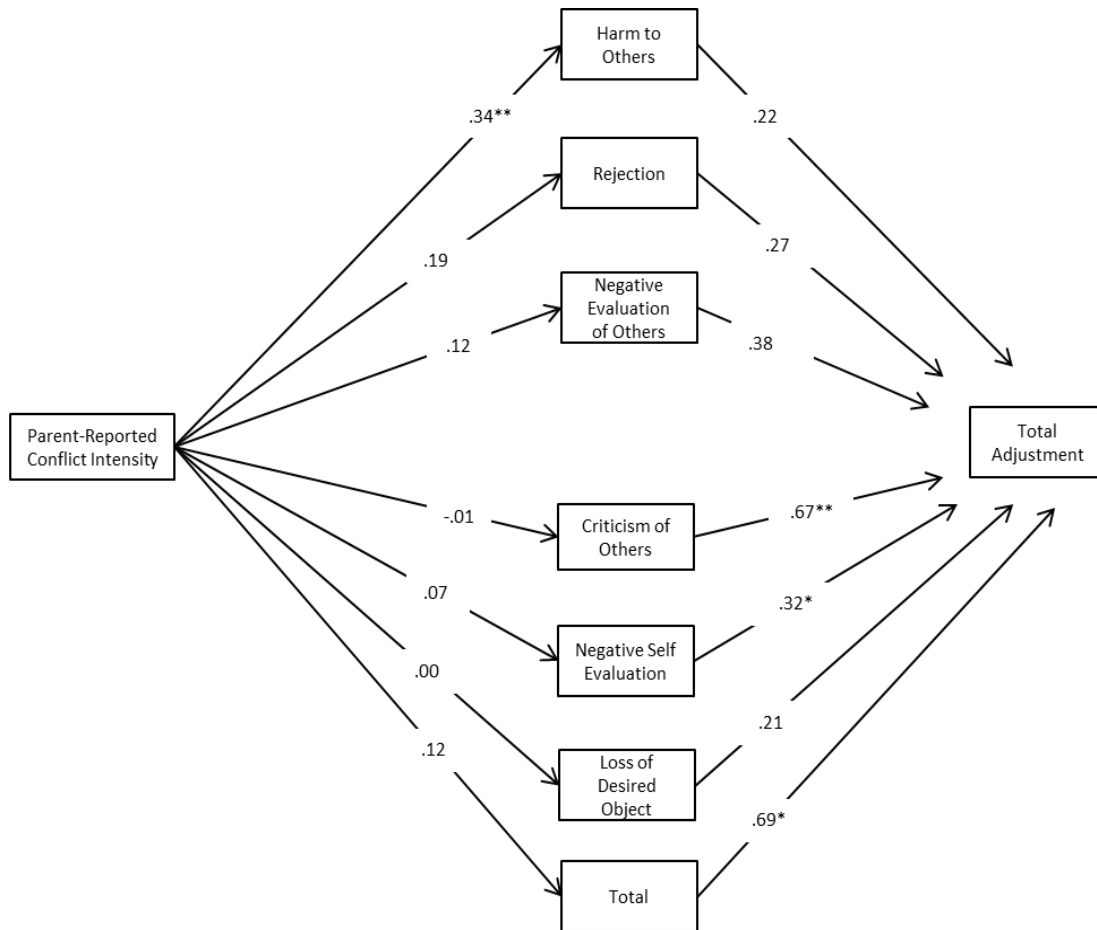 Harm to
Others
.34**
.22
Rejection
.19
.27
Negative
Evaluation
of Others
.12
.38
Parent-Reported
Conflict Intensity
Total
Adjustment
-.01
Criticism of
Others
.67**
.07
Negative Self
Evaluation
.32*
.00
Loss of
Desired
Object
.21
.12
Total
.69*